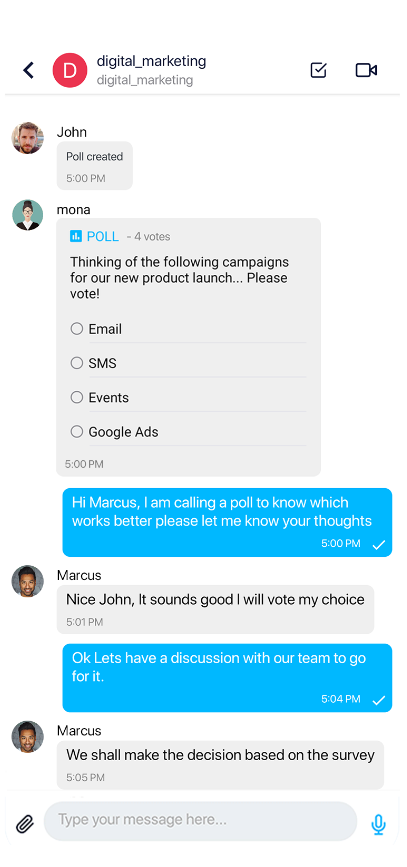 D
digital_marketing
digital_marketing
John
Poll created
5:00 PM
mona
POLL - 4 votes
Thinking of the following campaigns
for our new product launch... Please
vote!
Email
SMS
Events
Google Ads
5:00 PM
Hi Marcus, I am calling a poll to know which
works better please let me know your thoughts
5:00 PM
Marcus
Nice John, It sounds good I will vote my choice
5:01 PM
Ok Lets have a discussion with our team to go
for it.
5:04 PM
Marcus
We shall make the decision based on the survey
5:05 PM
Type your message here...